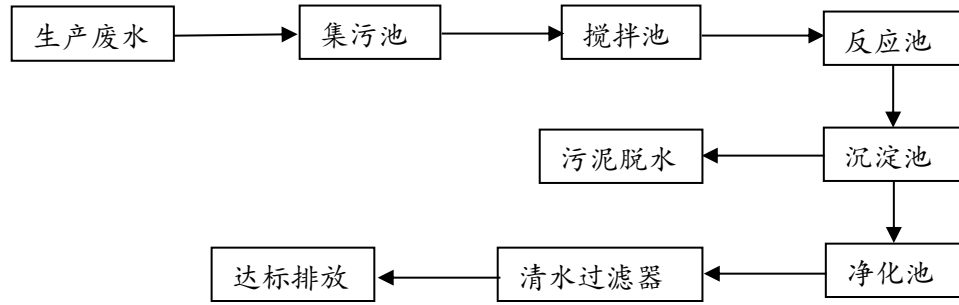 生产废水
集污池
搅拌池
反应池
污泥脱水
沉淀池
达标排放
清水过滤器
净化池